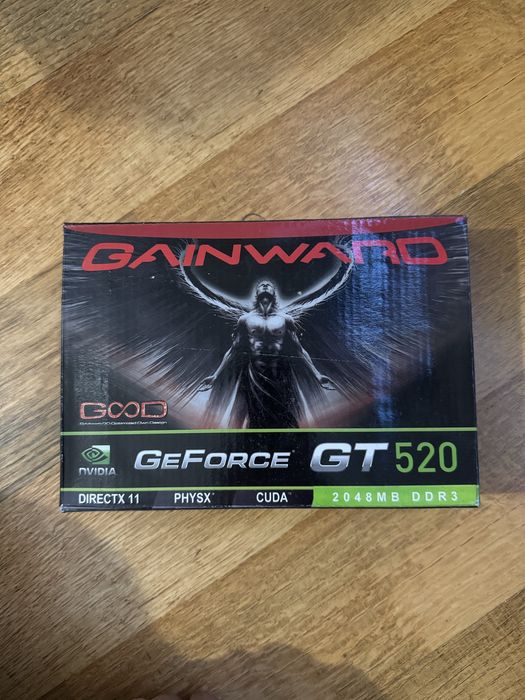 GAINWARD
GOOD
NVIDIA
GEFORCE GT 520
DIRECTX 11 PHYSX CUDA 2048MB DDR3